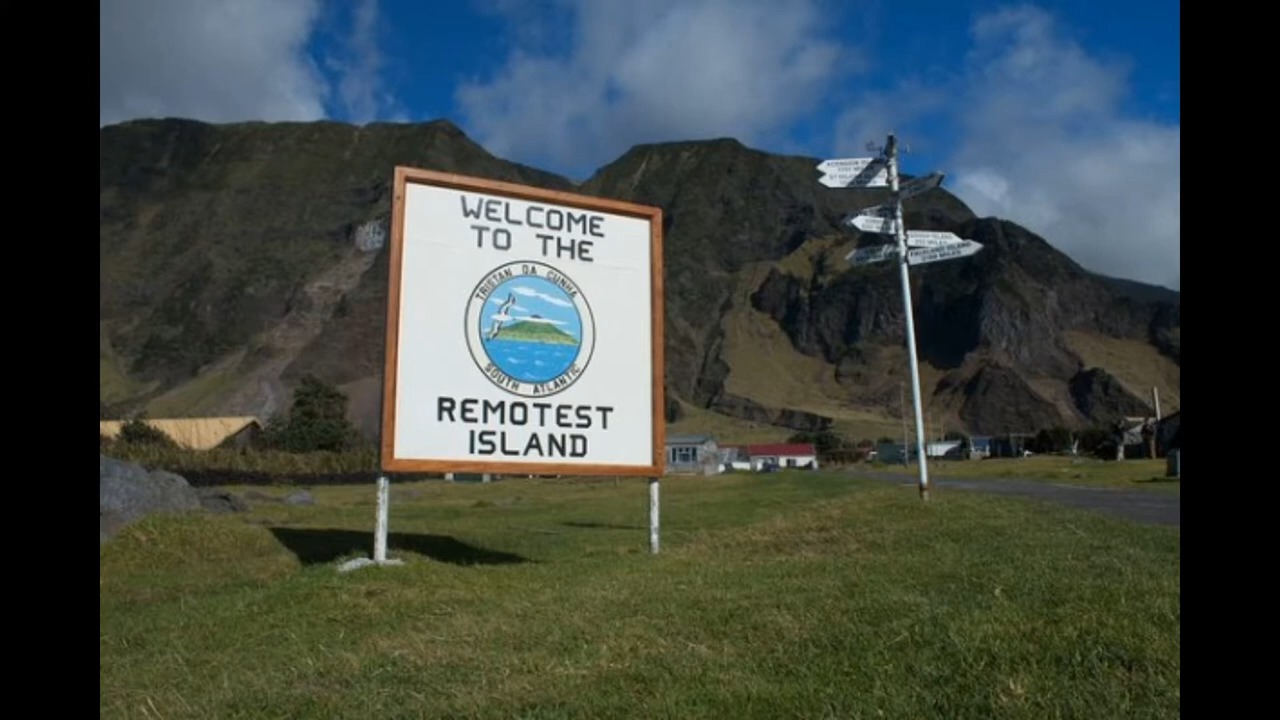 WELCOME
TO THE
TRISTAN DA CUNHA
SOUTH ATLANTIC
REMOTEST
ISLAND